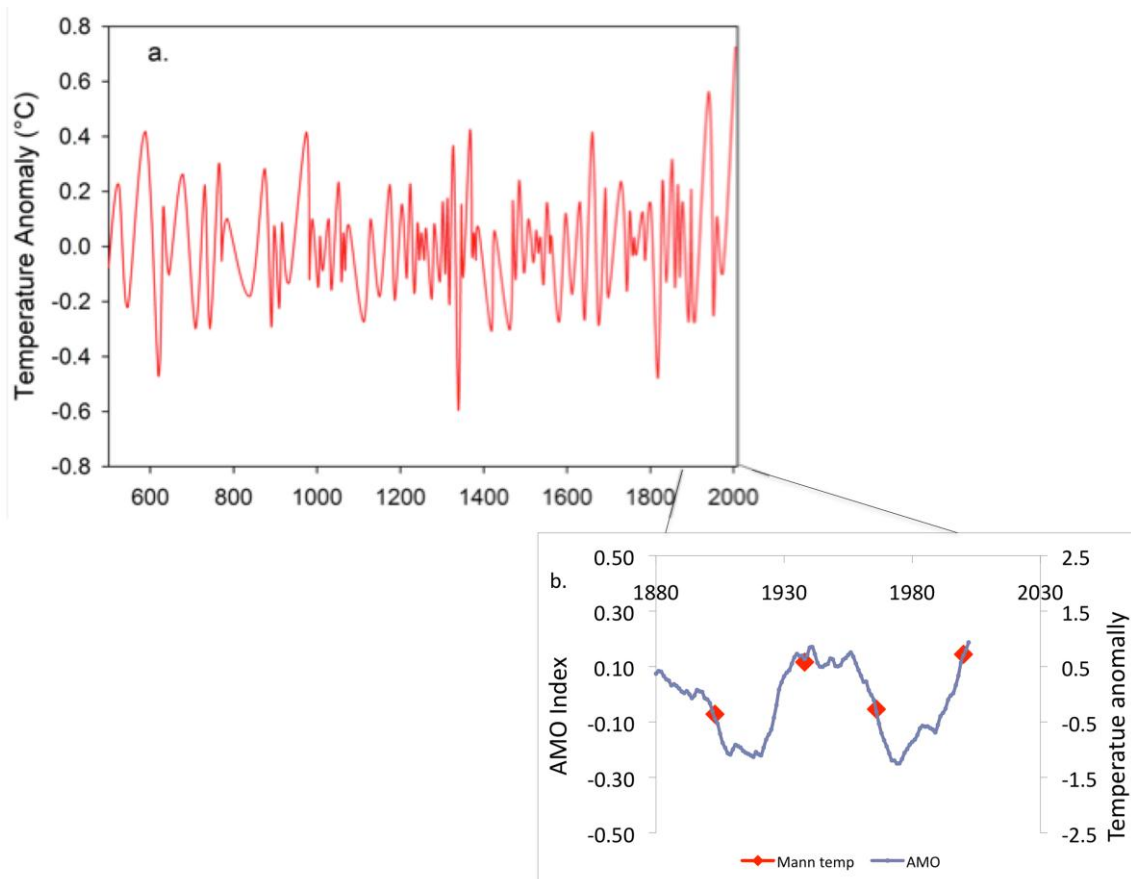 0.8
a.
0.6
0.4
0.2
0.0
-0.2
-0.4
-0.6
-0.8
Temperature Anomaly (°C)
600 800 1000 1200 1400 1600 1800 2000
b.
0.50 2.5
1880 1930 1980 2030
0.30 1.5
0.10 0.5
-0.10 -0.5
-0.30 -1.5
-0.50 -2.5
AMO Index
Temperatue anomally
Mann temp AMO